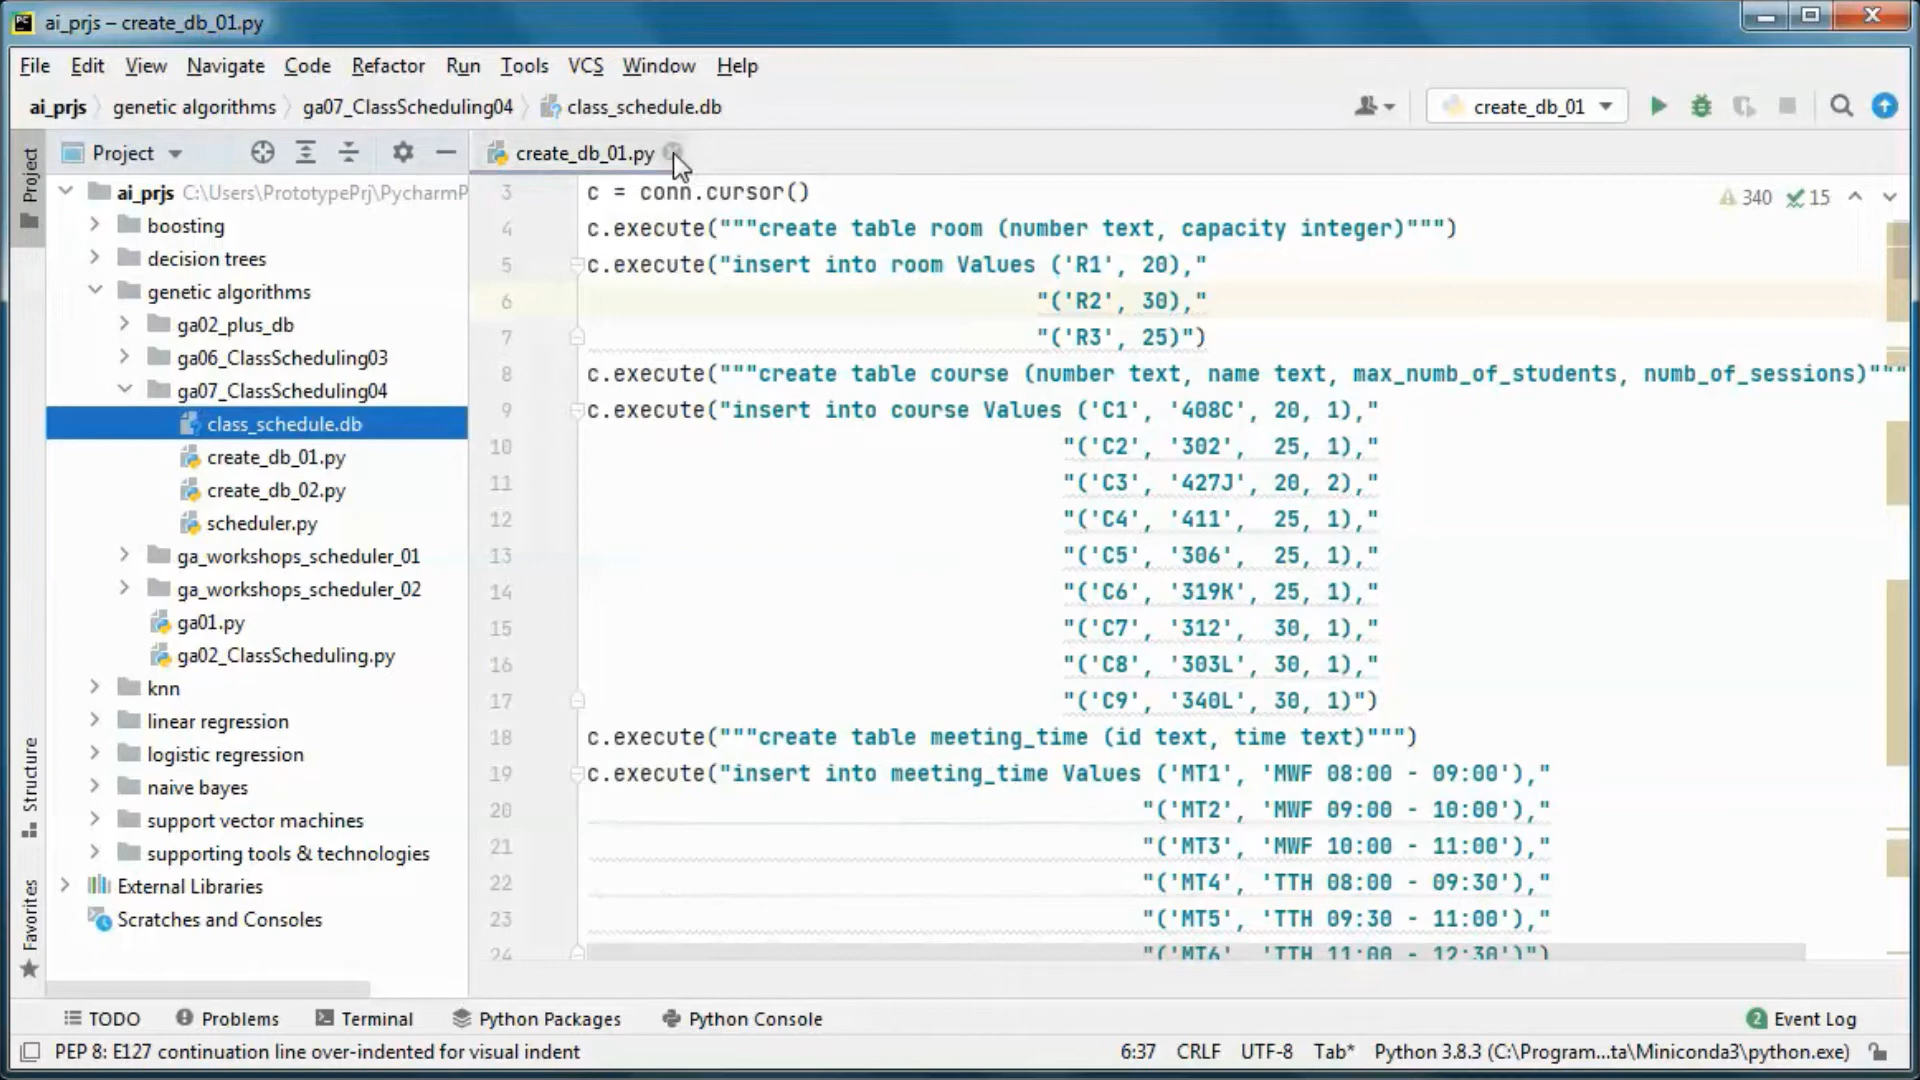 ai_prjs – create_db_01.py
File Edit View Navigate Code Refactor Run Tools VCS Window Help
ai_prjs genetic algorithms ga07_ClassScheduling04 class_schedule.db create_db_01
Project
create_db_01.py
Project
Structure
Favorites
ai_prjs C:\Users\PrototypePrj\PycharmP
boosting
decision trees
genetic algorithms
ga02_plus_db
ga06_ClassScheduling03
ga07_ClassScheduling04
class_schedule.db
create_db_01.py
create_db_02.py
scheduler.py
ga_workshops_scheduler_01
ga_workshops_scheduler_02
ga01.py
ga02_ClassScheduling.py
knn
linear regression
logistic regression
naive bayes
support vector machines
supporting tools & technologies
External Libraries
Scratches and Consoles
340 15
3 c = conn.cursor()
4 c.execute("""create table room (number text, capacity integer)""")
5 c.execute("insert into room Values ('R1', 20),"
6 "('R2', 30),"
7 "('R3', 25)")
8 c.execute("""create table course (number text, name text, max_numb_of_students, numb_of_sessions)"""
9 c.execute("insert into course Values ('C1', '408C', 20, 1),"
10 "('C2', '302', 25, 1),"
11 "('C3', '427J', 20, 2),"
12 "('C4', '411', 25, 1),"
13 "('C5', '306', 25, 1),"
14 "('C6', '319K', 25, 1),"
15 "('C7', '312', 30, 1),"
16 "('C8', '303L', 30, 1),"
17 "('C9', '340L', 30, 1)")
18 c.execute("""create table meeting_time (id text, time text)""")
19 c.execute("insert into meeting_time Values ('MT1', 'MWF 08:00 - 09:00'),"
20 "('MT2', 'MWF 09:00 - 10:00'),"
21 "('MT3', 'MWF 10:00 - 11:00'),"
22 "('MT4', 'TTH 08:00 - 09:30'),"
23 "('MT5', 'TTH 09:30 - 11:00'),"
24 "('MT6', 'TTH 11:00 - 12:30')")
TODO Problems Terminal Python Packages Python Console 2 Event Log
PEP 8: E127 continuation line over-indented for visual indent 6:37 CRLF UTF-8 Tab* Python 3.8.3 (C:\Program...ta\Miniconda3\python.exe)